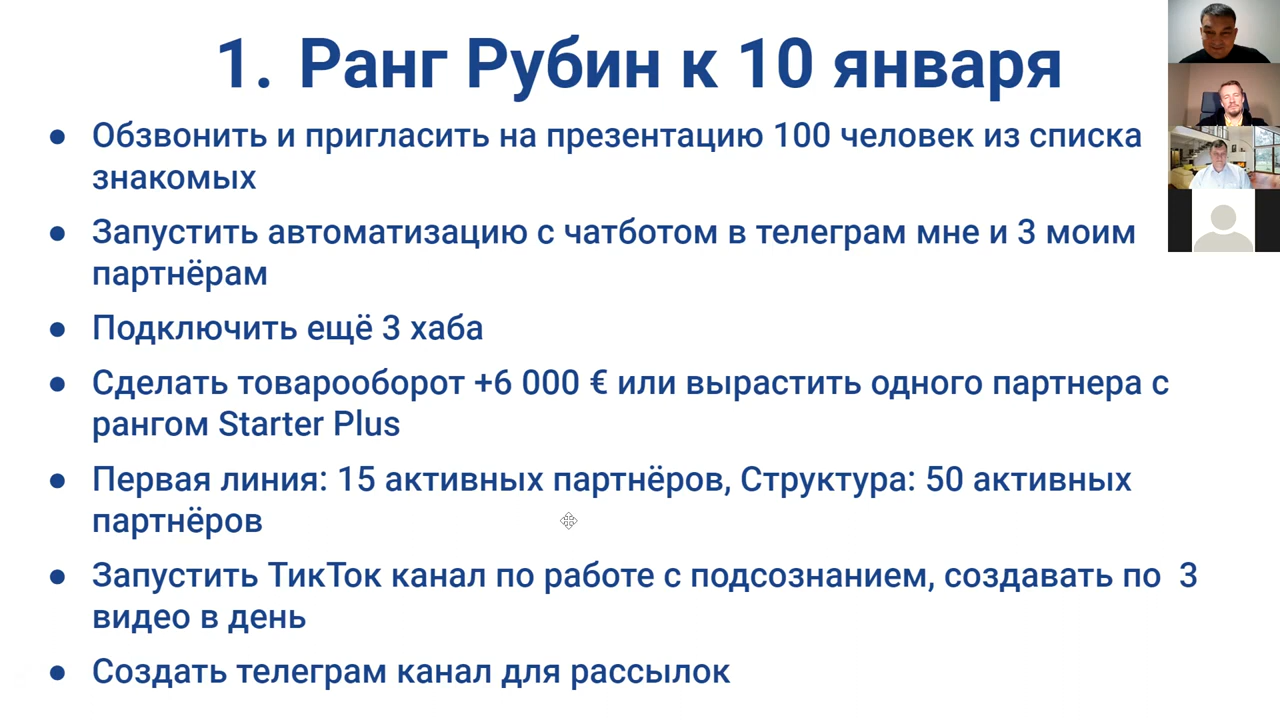 1. Ранг Рубин к 10 января
● Обзвонить и пригласить на презентацию 100 человек из списка
знакомых
● Запустить автоматизацию с чатботом в телеграм мне и 3 моим
партнёрам
● Подключить ещё 3 хаба
● Сделать товарооборот +6 000 € или вырастить одного партнера с
рангом Starter Plus
● Первая линия: 15 активных партнёров, Структура: 50 активных
партнёров
● Запустить ТикТок канал по работе с подсознанием, создавать по 3
видео в день
● Создать телеграм канал для рассылок